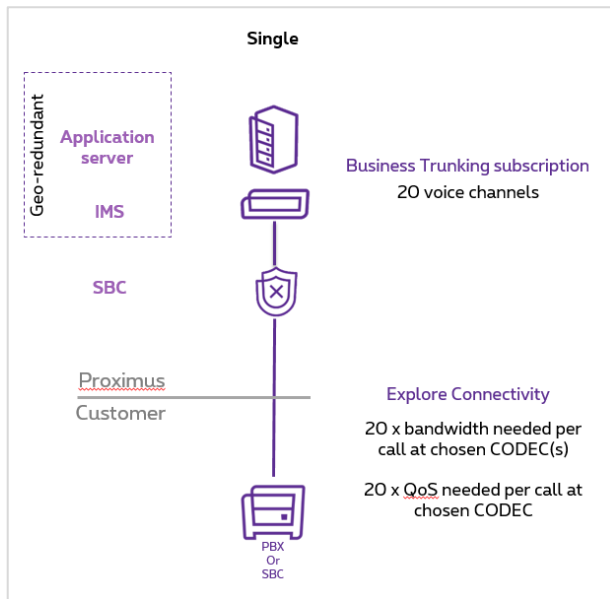 Single
Geo-redundant
Application
server
IMS
SBC
Business Trunking subscription
20 voice channels
Proximus
Customer
Explore Connectivity
20 x bandwidth needed per
call at chosen CODEC(s)
20 x QoS needed per call at
chosen CODEC
PBX
Or
SBC